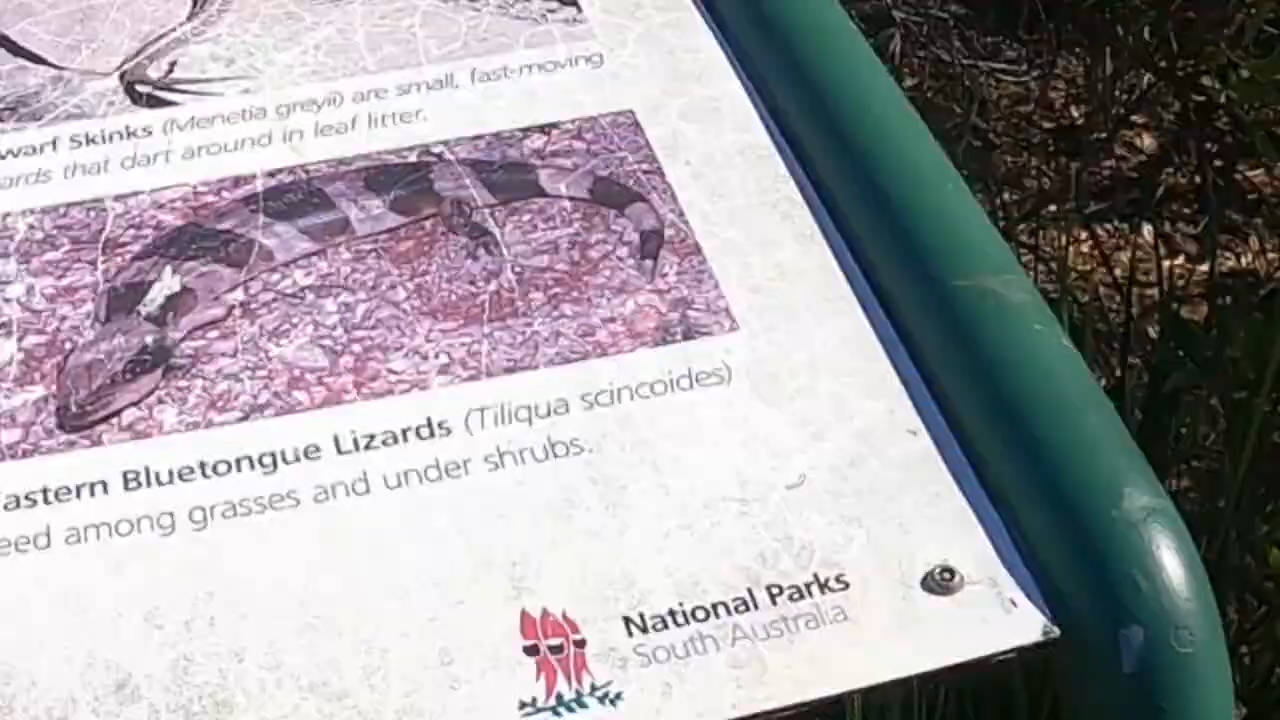 warf Skinks (Menetia greyii) are small, fast-moving
ards that dart around in leaf litter.
astern Bluetongue Lizards (Tiliqua scincoides)
eed among grasses and under shrubs.
National Parks
South Australia